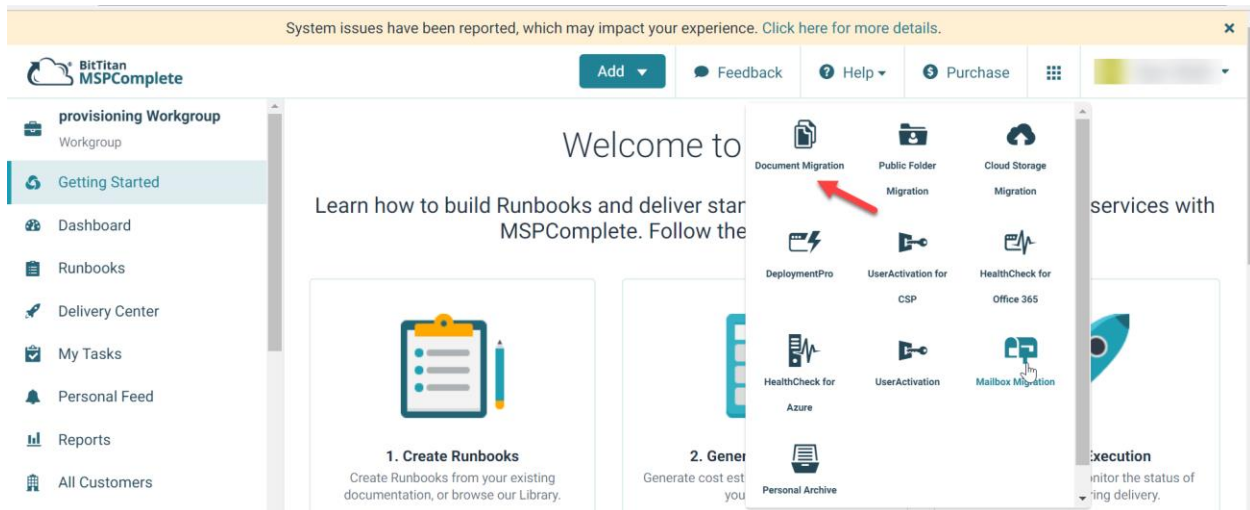 System issues have been reported, which may impact your experience. Click here for more details.
BitTitan
MSPComplete
Add
Feedback
Help
Purchase
provisioning Workgroup
Workgroup
Getting Started
Dashboard
Runbooks
Delivery Center
My Tasks
Personal Feed
Reports
All Customers
Welcome to
Learn how to build Runbooks and deliver
services with
MSPComplete. Follow the
Document Migration
Public Folder
Migration
Cloud Storage
Migration
DeploymentPro
UserActivation for
CSP
HealthCheck for
Office 365
HealthCheck for
Azure
UserActivation
Mailbox Migration
Personal Archive
1. Create Runbooks
Create Runbooks from your existing
documentation, or browse our Library.
2. Gener
Generate cost est
you
the status of
ring delivery.